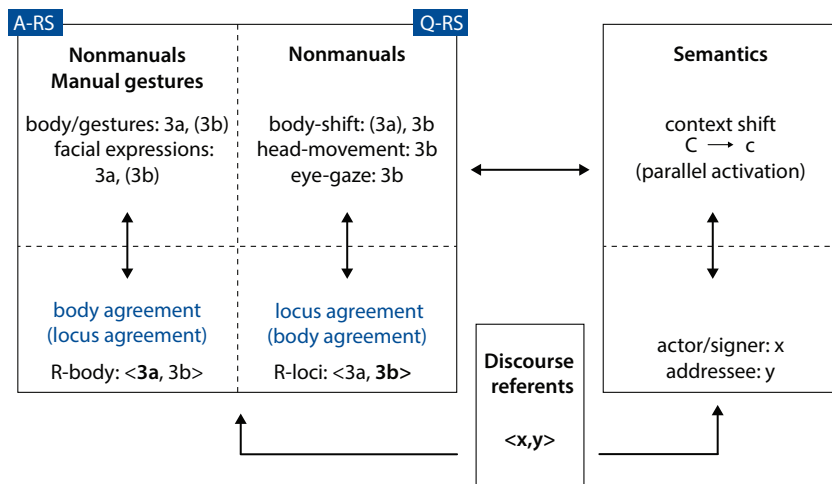 A-RS
Q-RS
Nonmanuals
Manual gestures
body/gestures: 3a, (3b)
facial expressions:
3a, (3b)
body agreement
(locus agreement)
R-body: <3a, 3b>
Nonmanuals
body-shift: (3a), 3b
head-movement: 3b
eye-gaze: 3b
locus agreement
(body agreement)
R-loci: <3a, 3b>
Discourse
referents
<x,y>
Semantics
context shift
C → c
(parallel activation)
actor/signer: x
addressee: y